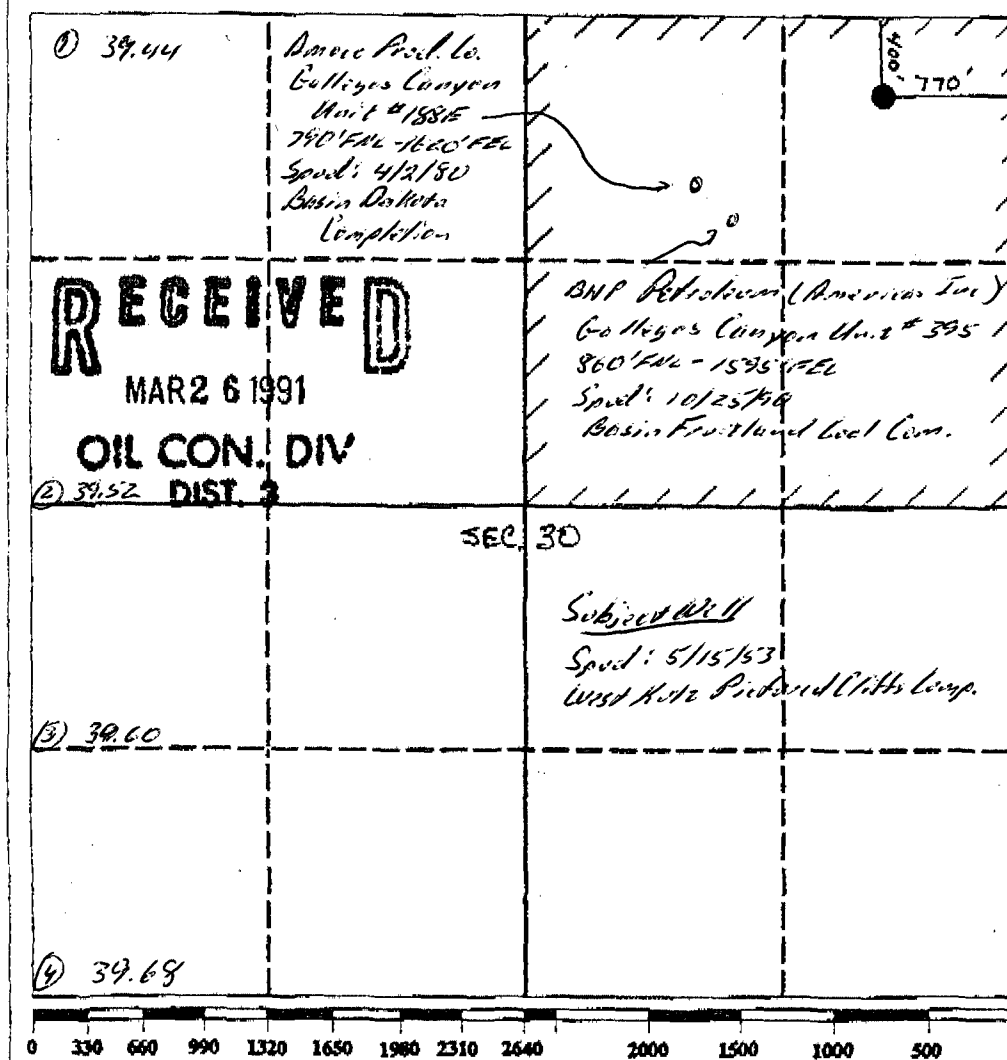 ① 39.44
Amoco Prod. Co.
Gallegos Canyon
Unit #188E
790'FNL-1620'FEL
Spud: 4/2/80
Basin Dakota
Completion
400'
770'
RECEIVED
MAR 26 1991
OIL CON. DIV
DIST. 3
② 39.52
BHP Petroleum (Americas Inc)
Gallegos Canyon Unit # 395
860'FNL - 1595'FEL
Spud: 10/25/90
Basin Fruitland Coal Com.
SEC. 30
Subject Well
Spud: 5/15/53
West Kutz Pictured Cliffs Comp.
③ 39.60
④ 39.68
0 330 660 990 1320 1650 1980 2310 2640 2000 1500 1000 500